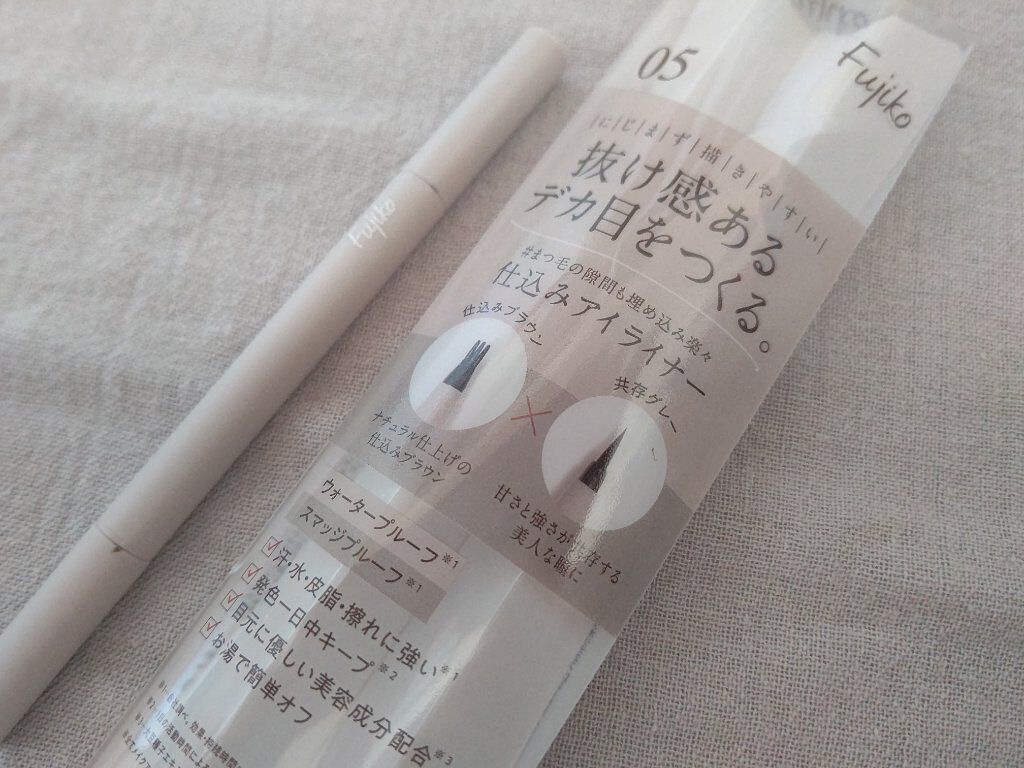 05
Fujiko
|に|じ|ま|ず|描|き|や|す|い|
抜け感ある
デカ目をつくる。
#まつ毛の隙間も埋め込み楽々
仕込みアイライナー
仕込みブラウン
共存グレー
ナチュラル仕上げの
仕込みブラウン
甘さと強さが共存する
美人な瞳に
ウォータープルーフ※1
スマッジプルーフ※1
汗・水・皮脂・擦れに強い※1
発色一日中キープ※2
目元に優しい美容成分配合※3
お湯で簡単オフ
Fujiko